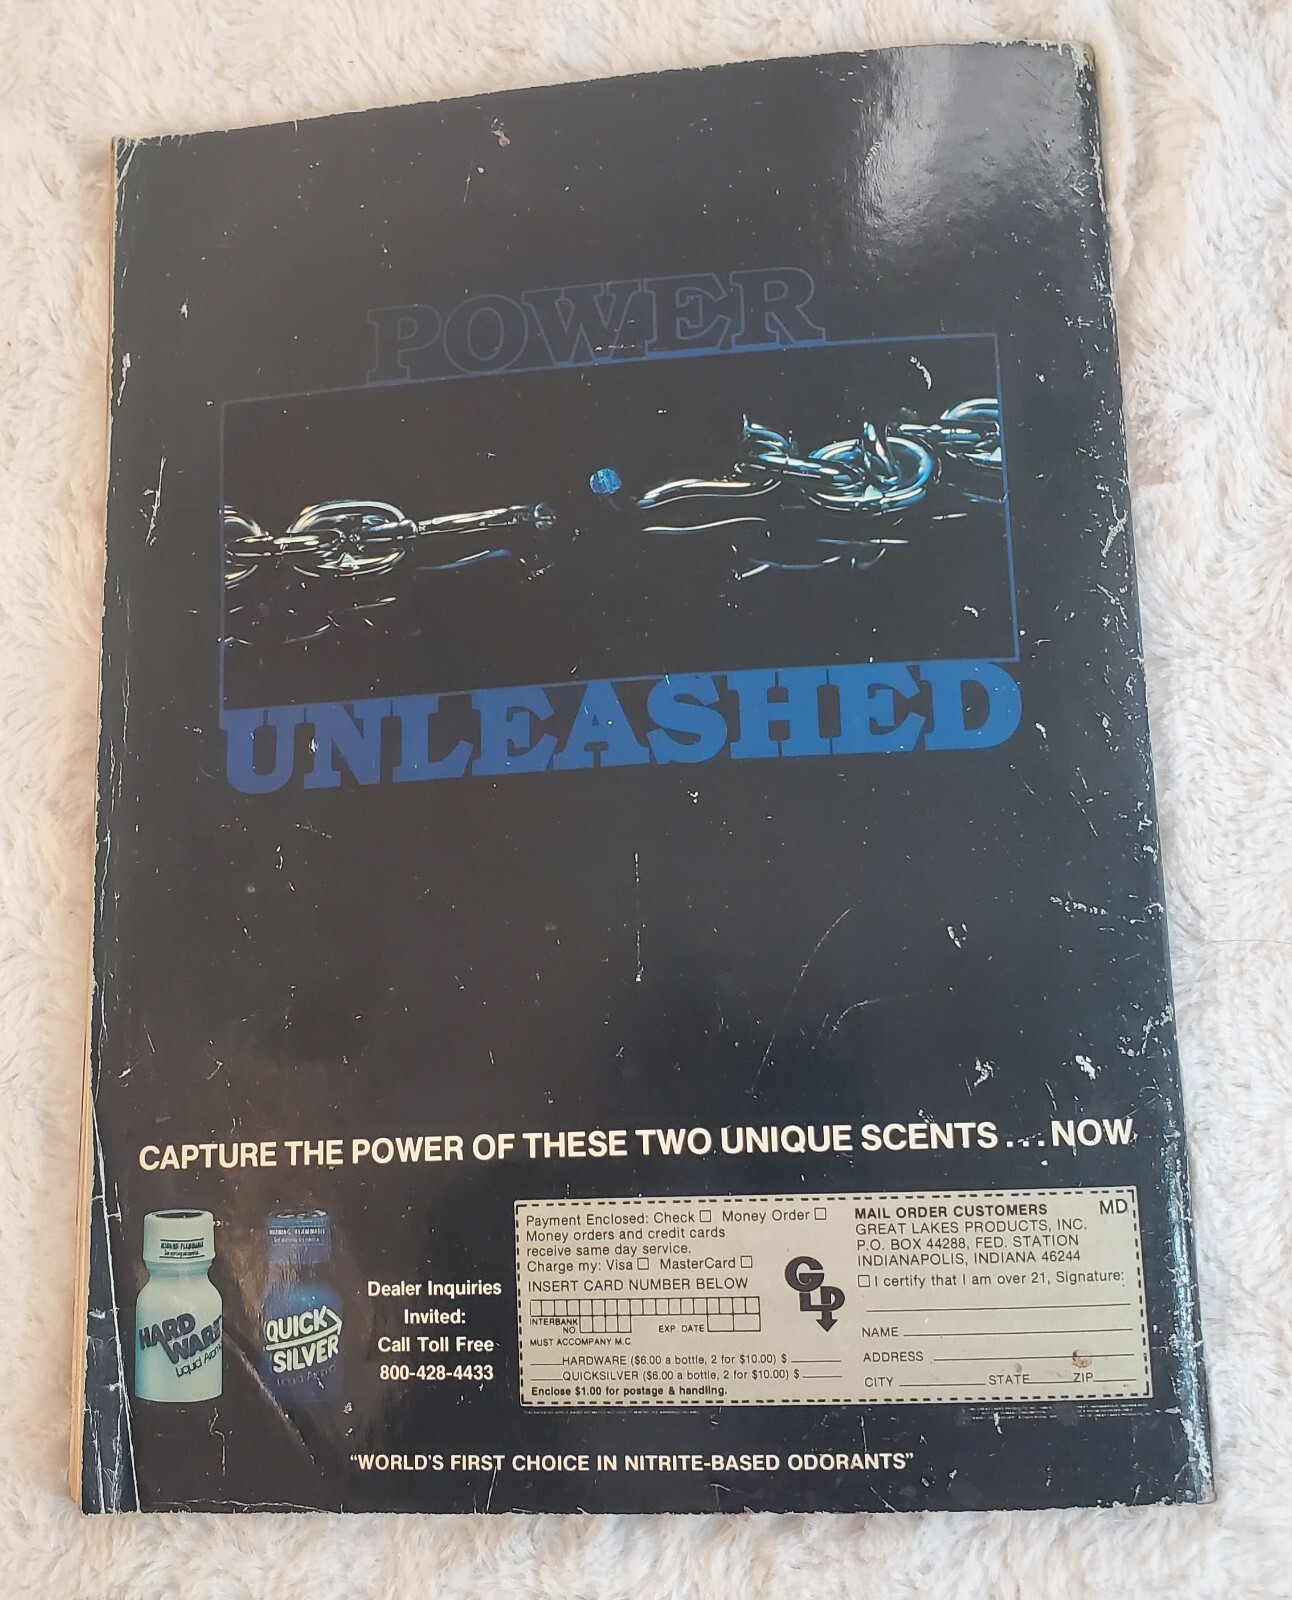 POWER
UNLEASHED
CAPTURE THE POWER OF THESE TWO UNIQUE SCENTS ... NOW
HARD
WARE
Liquid
QUICK
SILVER
Dealer Inquiries
Invited:
Call Toll Free
800-428-4433
Payment Enclosed: Check □ Money Order □
Money orders and credit cards
receive same day service.
Charge my: Visa □ MasterCard □
INSERT CARD NUMBER BELOW
INTERBANK
NO.
EXP DATE
MUST ACCOMPANY M.C.
____HARDWARE ($6.00 a bottle, 2 for $10.00) $ ______
____QUICKSILVER ($6.00 a bottle, 2 for $10.00) $ ______
Enclose $1.00 for postage & handling.
GLP
MAIL ORDER CUSTOMERS MD
GREAT LAKES PRODUCTS, INC.
P.O. BOX 44288, FED. STATION
INDIANAPOLIS, INDIANA 46244
□ I certify that I am over 21, Signature:
NAME
ADDRESS
CITY STATE ZIP
"WORLD'S FIRST CHOICE IN NITRITE-BASED ODORANTS"